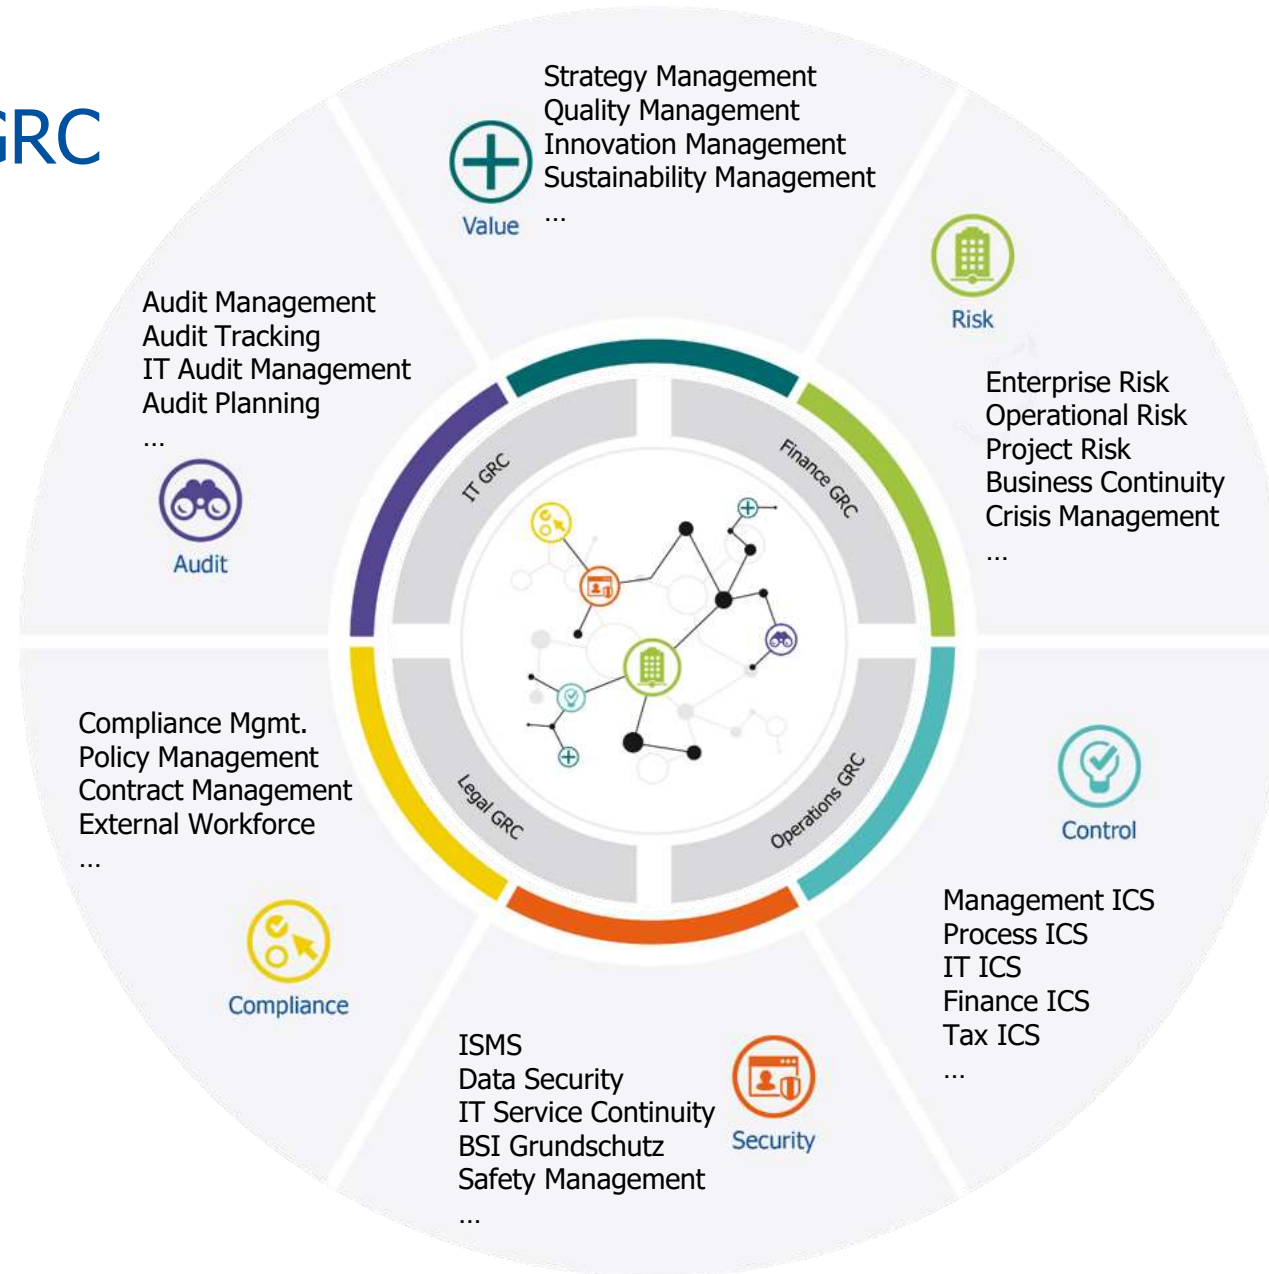 GRC
Strategy Management
Quality Management
Innovation Management
Sustainability Management
...
Value
Risk
Enterprise Risk
Operational Risk
Project Risk
Business Continuity
Crisis Management
...
Audit Management
Audit Tracking
IT Audit Management
Audit Planning
...
Audit
IT GRC
Finance GRC
Legal GRC
Operations GRC
Compliance Mgmt.
Policy Management
Contract Management
External Workforce
...
Compliance
Control
Management ICS
Process ICS
IT ICS
Finance ICS
Tax ICS
...
ISMS
Data Security
IT Service Continuity
BSI Grundschutz
Safety Management
...
Security